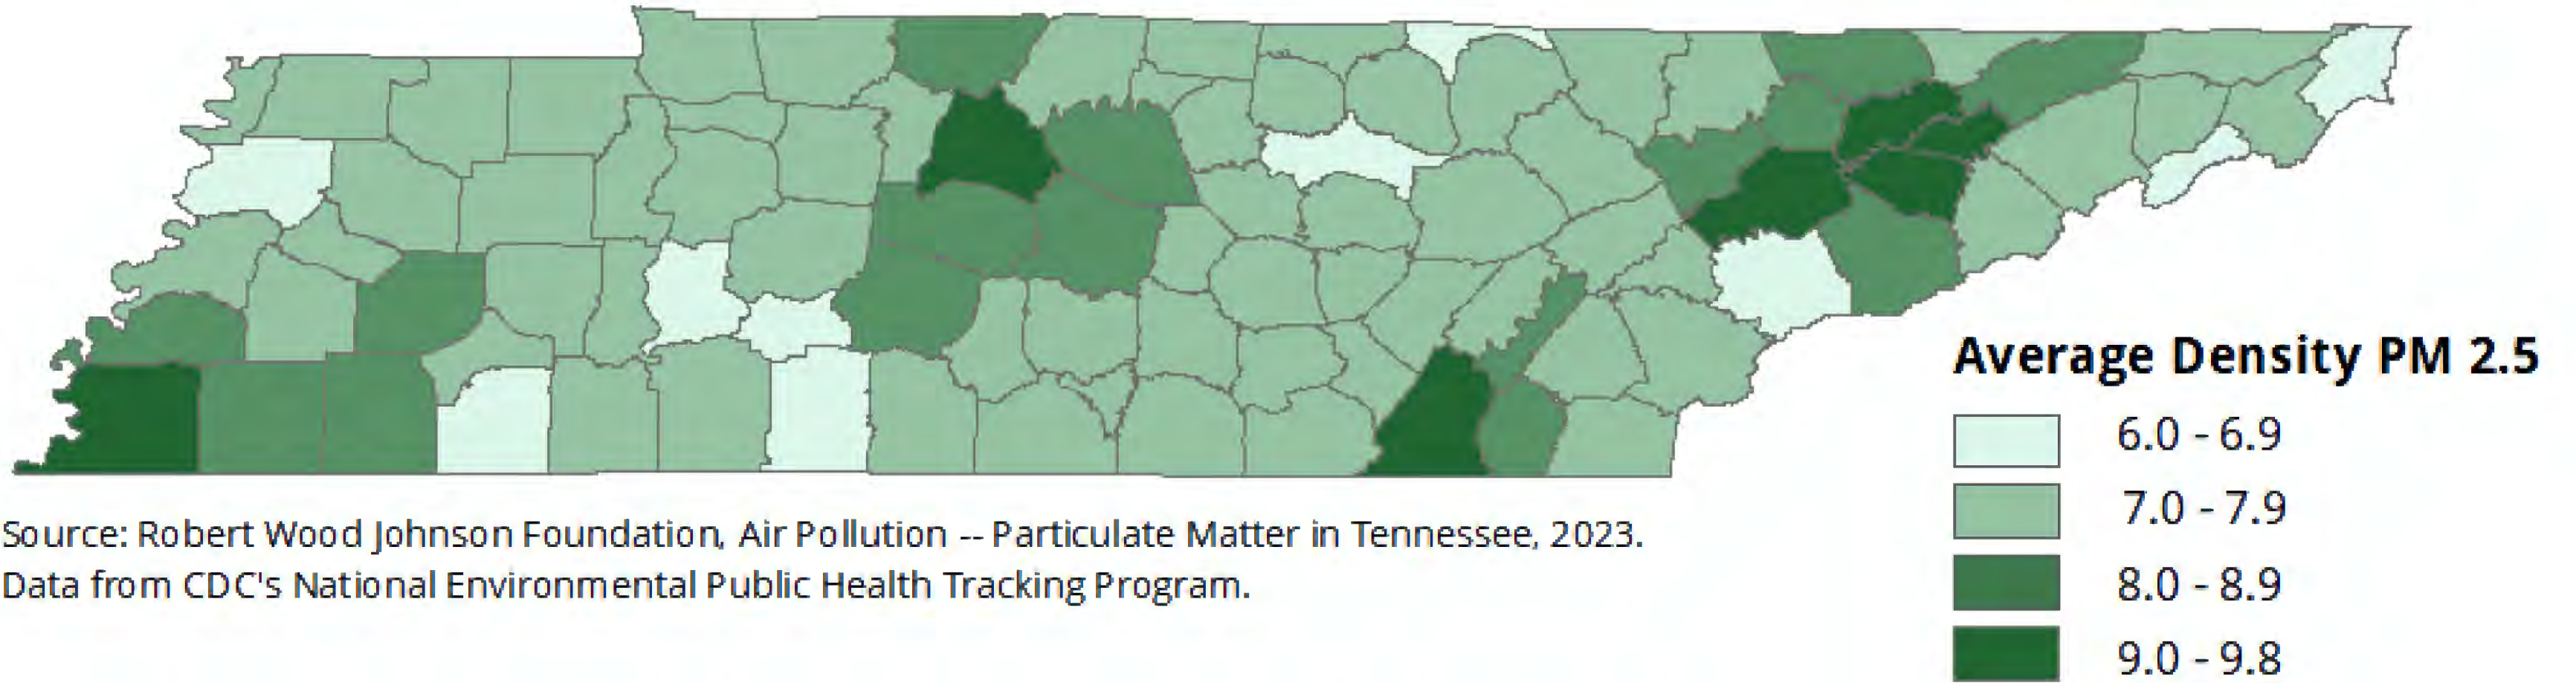 Average Density PM 2.5
6.0 - 6.9
7.0 - 7.9
8.0 - 8.9
9.0 - 9.8
Source: Robert Wood Johnson Foundation, Air Pollution -- Particulate Matter in Tennessee, 2023.
Data from CDC's National Environmental Public Health Tracking Program.